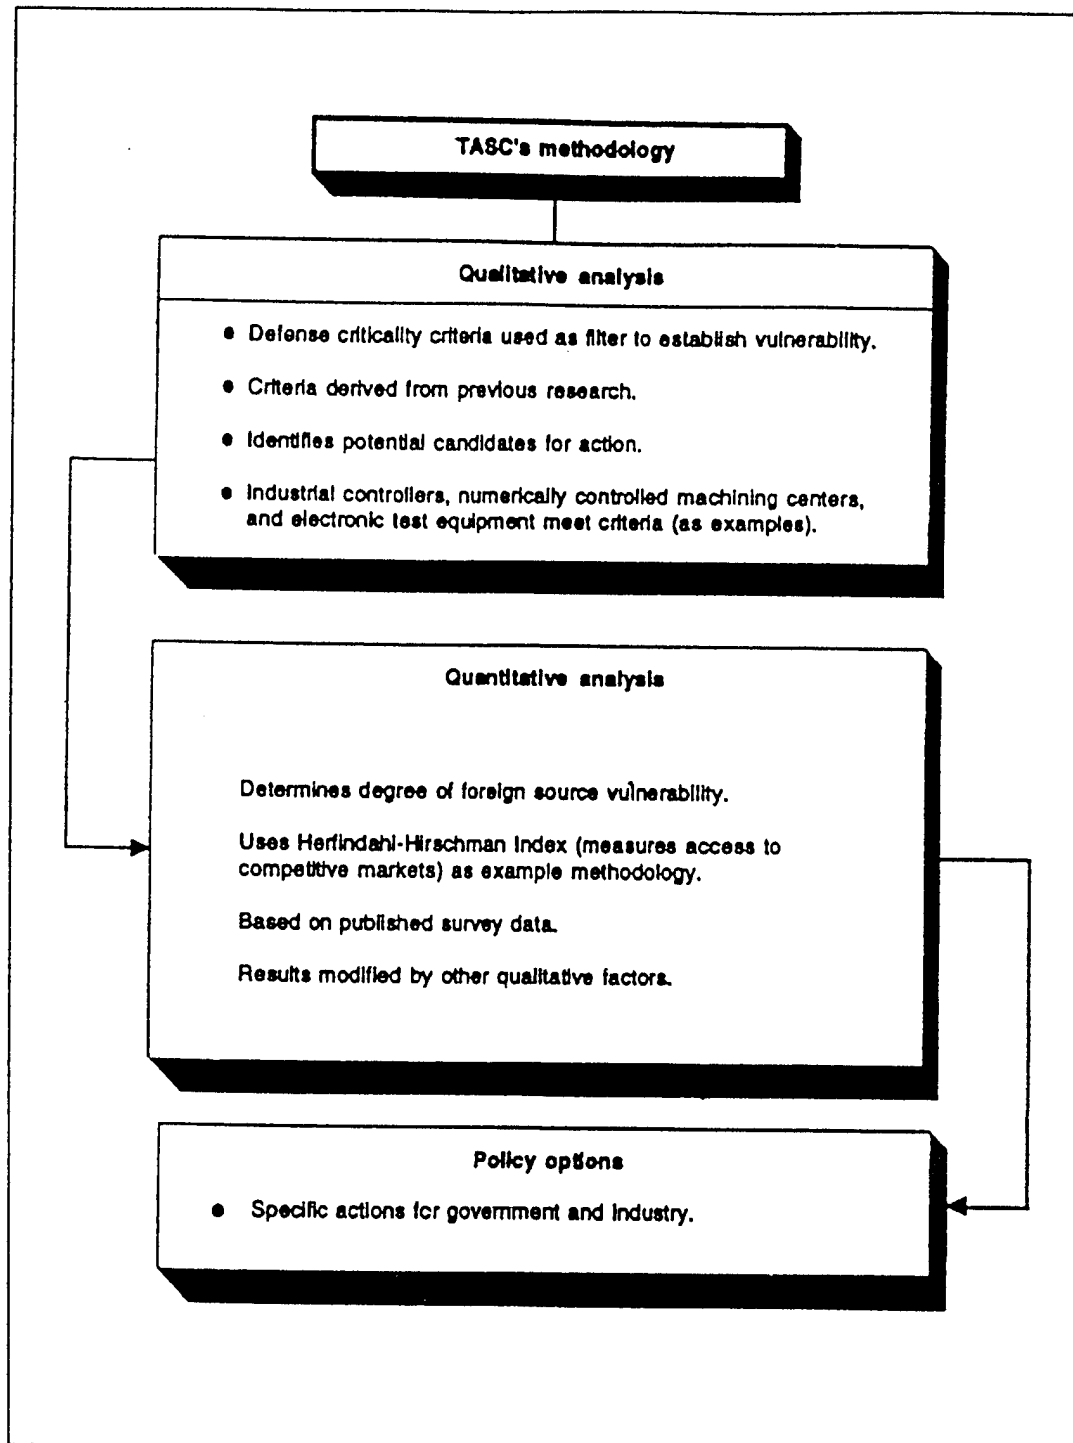 TASC's methodology
Qualitative analysis
● Defense criticality criteria used as filter to establish vulnerability.
● Criteria derived from previous research.
● Identifies potential candidates for action.
● Industrial controllers, numerically controlled machining centers,
and electronic test equipment meet criteria (as examples).
Quantitative analysis
Determines degree of foreign source vulnerability.
Uses Herfindahl-Hirschman Index (measures access to
competitive markets) as example methodology.
Based on published survey data.
Results modified by other qualitative factors.
Policy options
● Specific actions for government and industry.